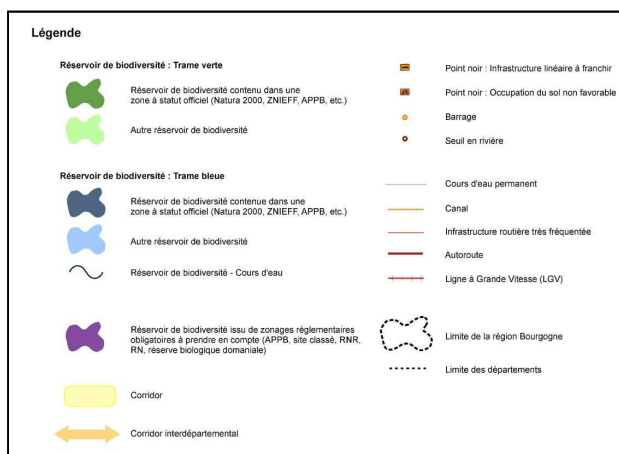 Légende
Réservoir de biodiversité : Trame verte
Réservoir de biodiversité contenu dans une
zone à statut officiel (Natura 2000, ZNIEFF, APPB, etc.)
Autre réservoir de biodiversité
Réservoir de biodiversité : Trame bleue
Réservoir de biodiversité contenue dans une
zone à statut officiel (Natura 2000, ZNIEFF, APPB, etc.)
Autre réservoir de biodiversité
Réservoir de biodiversité - Cours d'eau
Réservoir de biodiversité issu de zonages réglementaires
obligatoires à prendre en compte (APPB, site classé, RNR,
RN, réserve biologique domaniale)
Corridor
Corridor interdépartemental
Point noir : Infrastructure linéaire à franchir
Point noir : Occupation du sol non favorable
Barrage
Seuil en rivière
Cours d'eau permanent
Canal
Infrastructure routière très fréquentée
Autoroute
Ligne à Grande Vitesse (LGV)
Limite de la région Bourgogne
Limite des départements